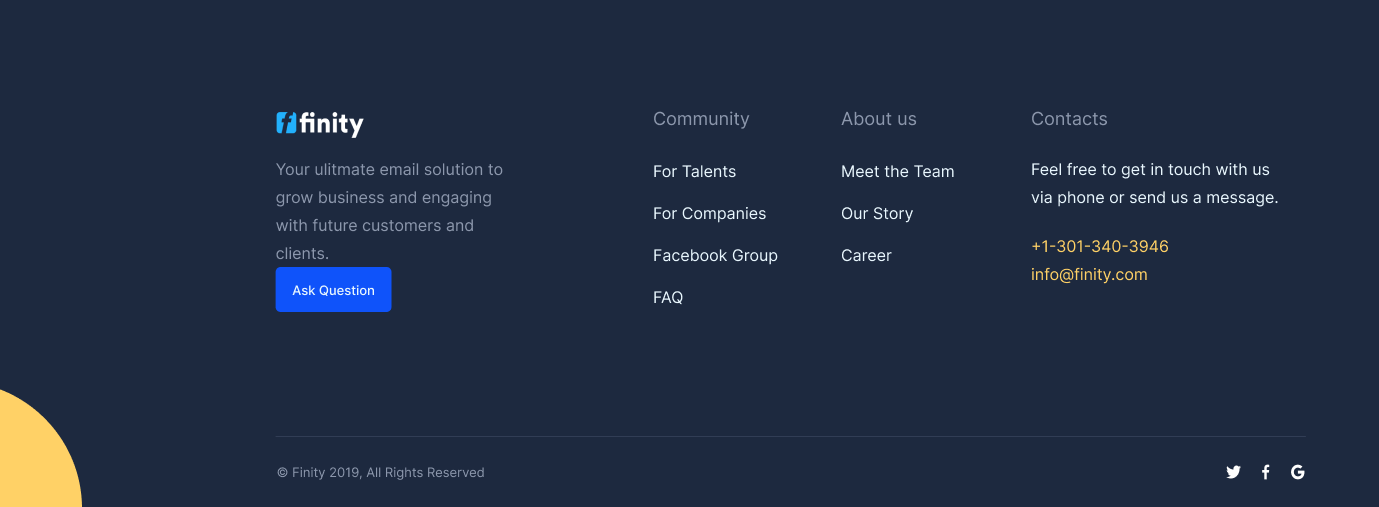 finity
Your ulitmate email solution to
grow business and engaging
with future customers and
clients.
Ask Question
Community
For Talents
For Companies
Facebook Group
FAQ
About us
Meet the Team
Our Story
Career
Contacts
Feel free to get in touch with us
via phone or send us a message.
+1-301-340-3946
info@finity.com
© Finity 2019, All Rights Reserved